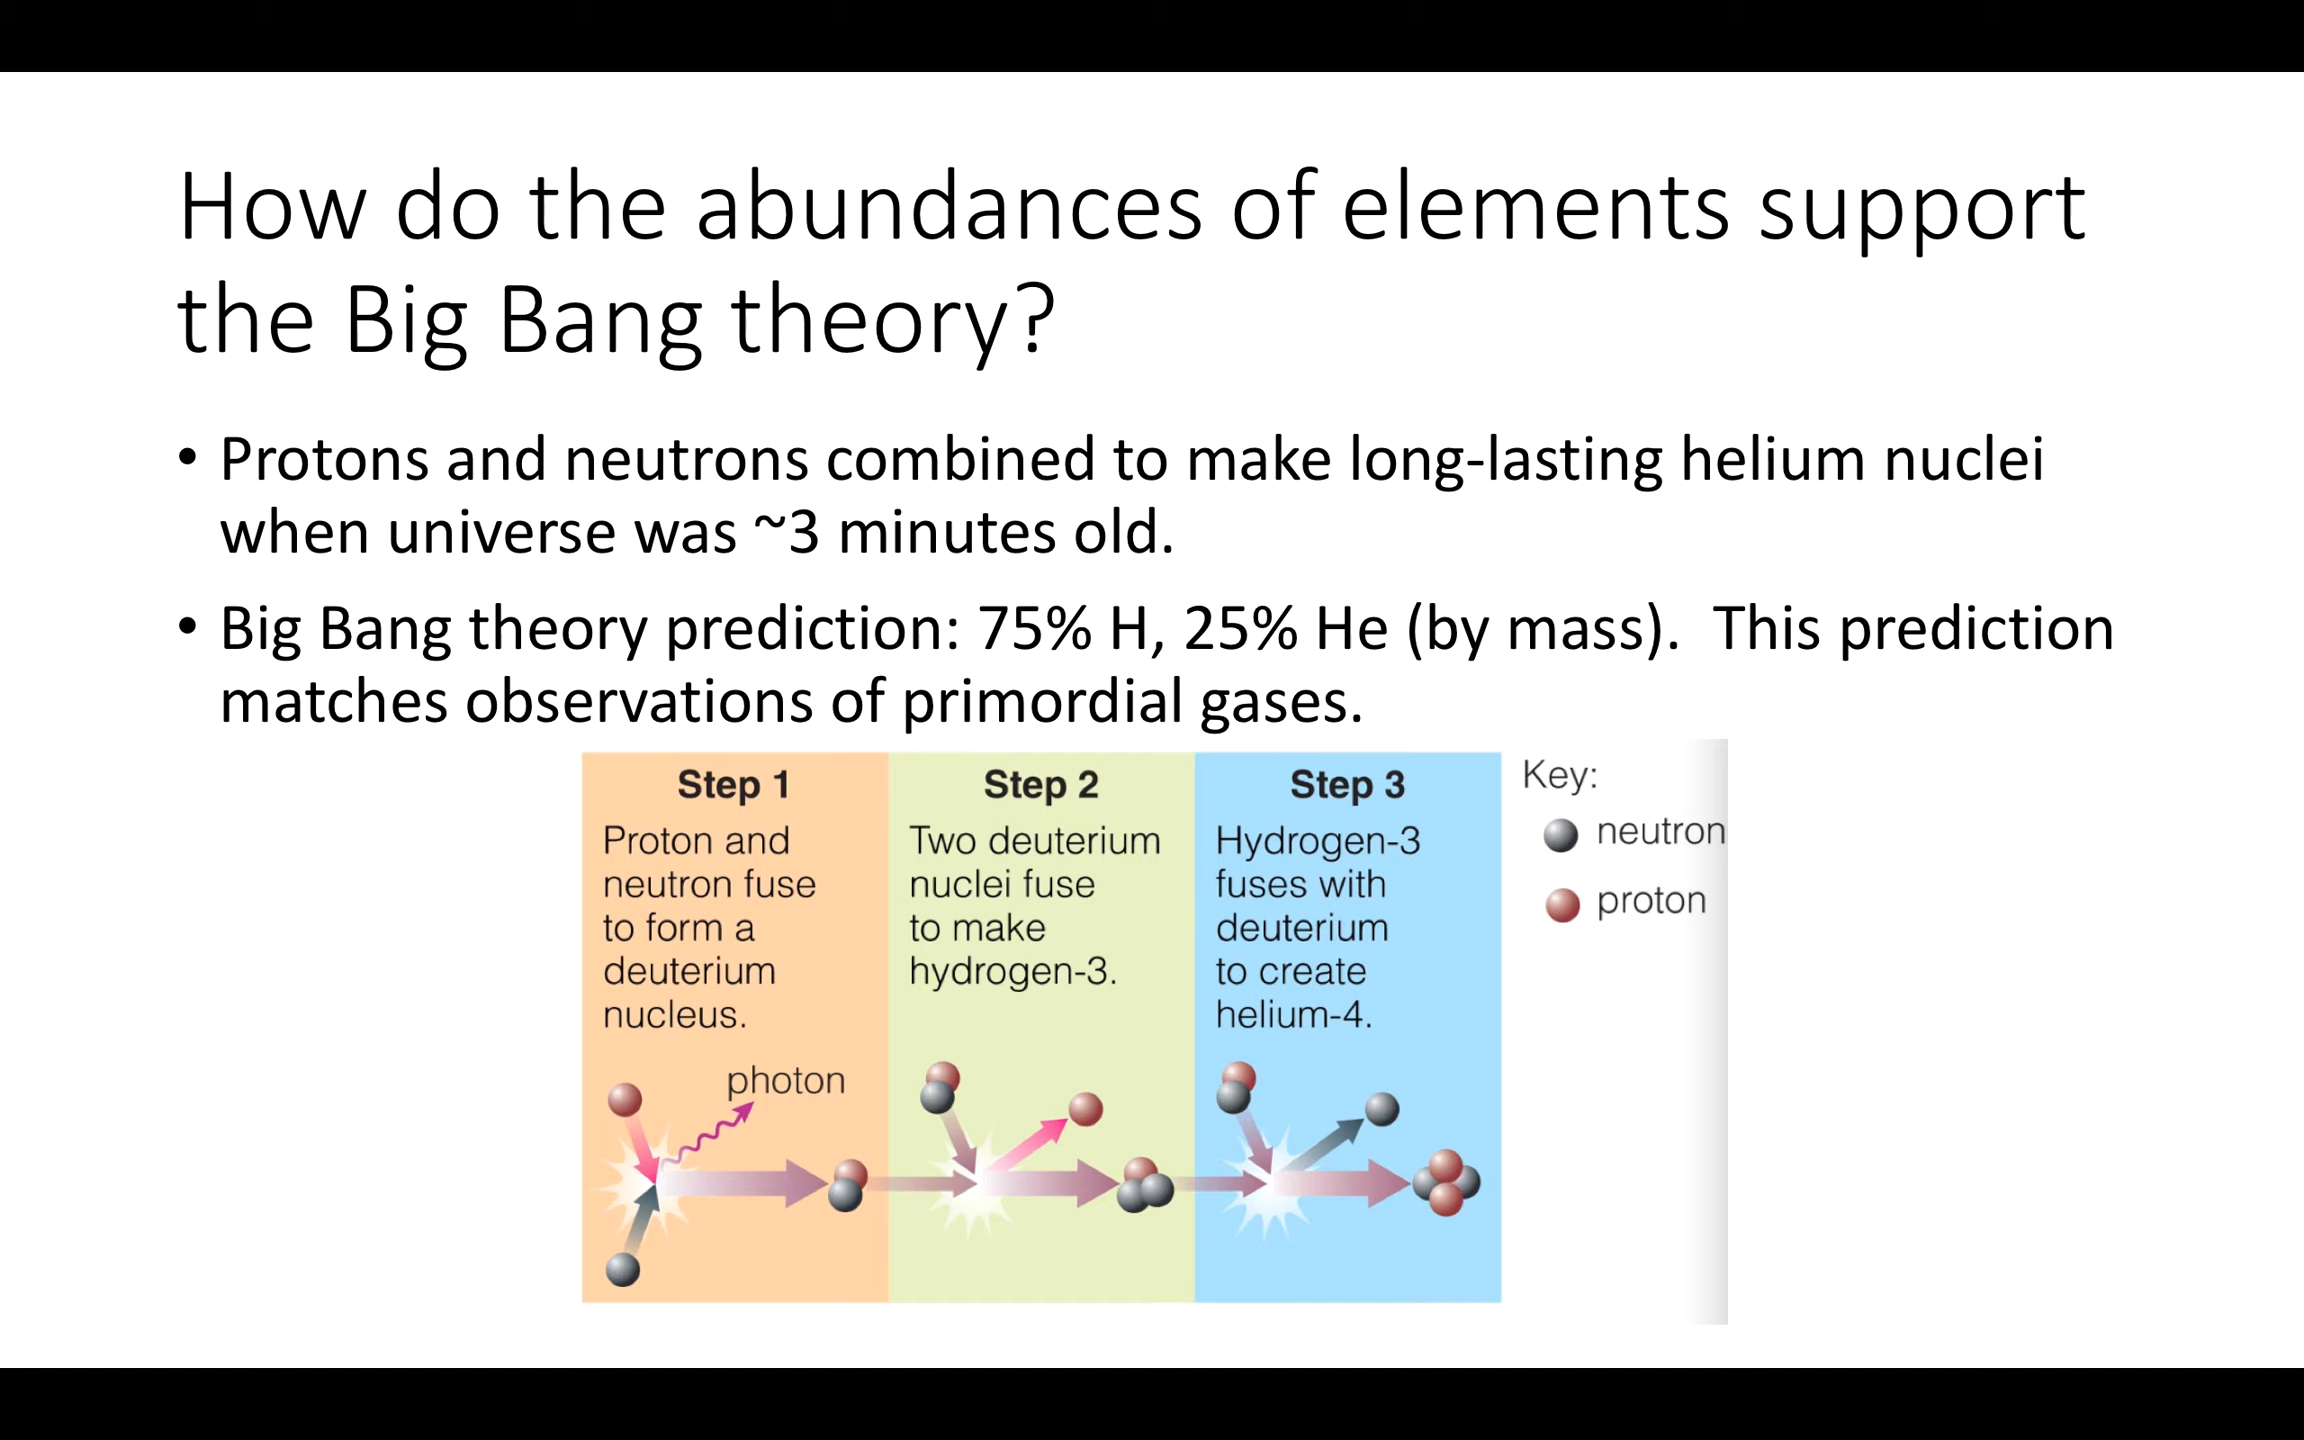 How do the abundances of elements support
the Big Bang theory?
• Protons and neutrons combined to make long-lasting helium nuclei
when universe was ~3 minutes old.
• Big Bang theory prediction: 75% H, 25% He (by mass).  This prediction
matches observations of primordial gases.
Step 1
Proton and
neutron fuse
to form a
deuterium
nucleus.
photon
Step 2
Two deuterium
nuclei fuse
to make
hydrogen-3.
Step 3
Hydrogen-3
fuses with
deuterium
to create
helium-4.
Key:
neutron
proton